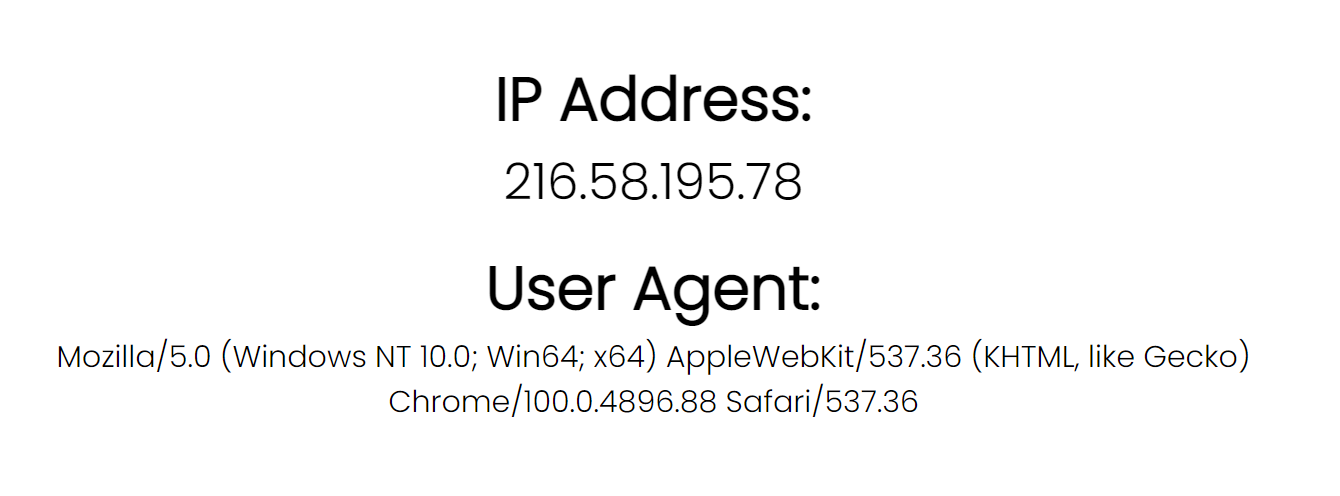 IP Address:
216.58.195.78
User Agent:
Mozilla/5.0 (Windows NT 10.0; Win64; x64) AppleWebKit/537.36 (KHTML, like Gecko)
Chrome/100.0.4896.88 Safari/537.36